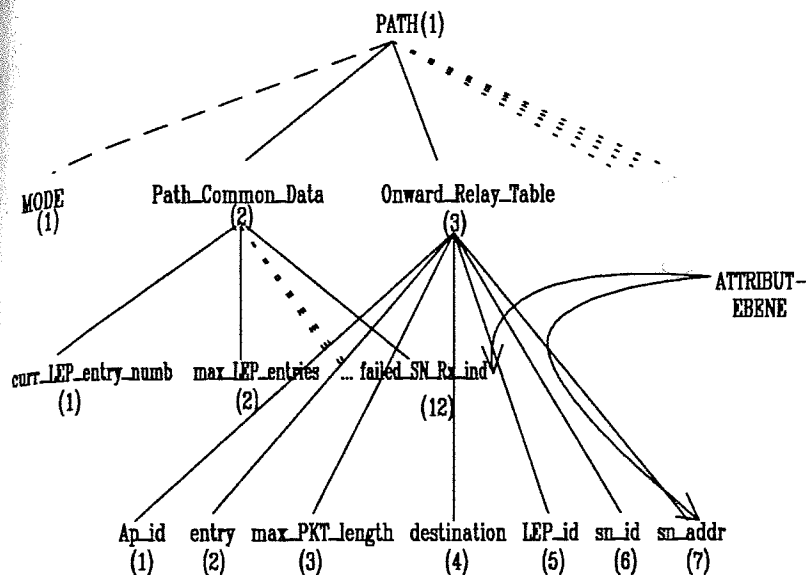 PATH(1)
MODE
(1)
Path_Common_Data
(2)
Onward_Relay_Table
(3)
ATTRIBUT-
EBENE
curr_LEP_entry_numb
(1)
max_LEP_entries
(2)
... failed_SN_Rx_ind
(12)
Ap_id
(1)
entry
(2)
max_PKT_length
(3)
destination
(4)
LEP_id
(5)
sn_id
(6)
sn_addr
(7)